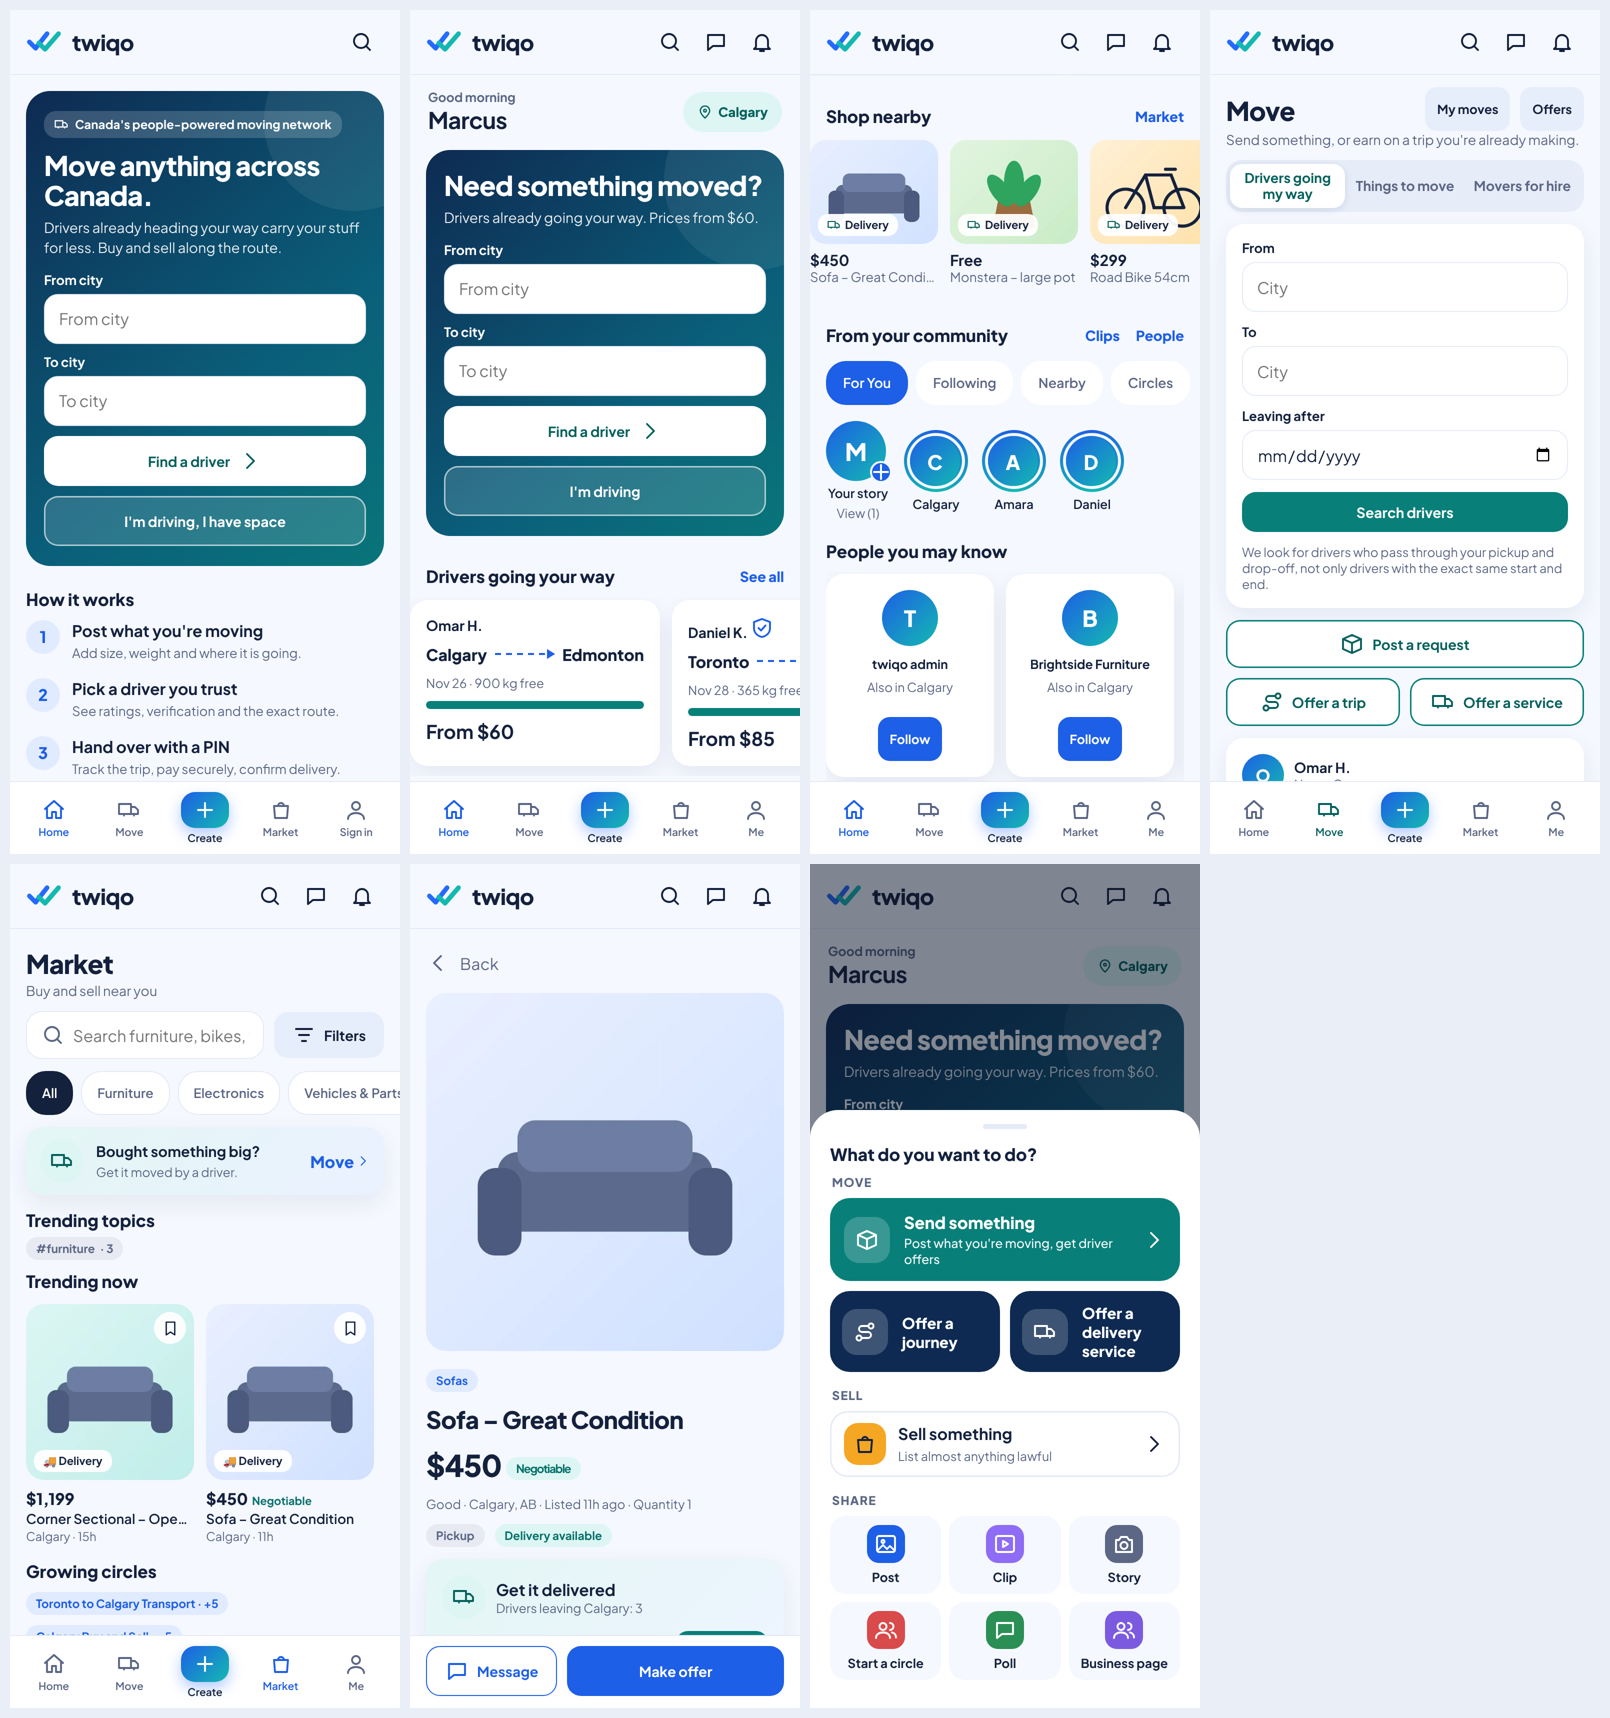 twiqo
Canada's people-powered moving network
Move anything across
Canada.
Drivers already heading your way carry your stuff
for less. Buy and sell along the route.
From city
From city
To city
To city
Find a driver
I'm driving, I have space
How it works
1
Post what you're moving
Add size, weight and where it is going.
2
Pick a driver you trust
See ratings, verification and the exact route.
3
Hand over with a PIN
Track the trip, pay securely, confirm delivery.
Home
Move
Create
Market
Sign in
twiqo
Good morning
Marcus
Calgary
Need something moved?
Drivers already going your way. Prices from $60.
From city
From city
To city
To city
Find a driver
I'm driving
Drivers going your way
See all
Omar H.
Calgary
Edmonton
Nov 26 · 900 kg free
From $60
Daniel K.
Toronto
Nov 28 · 365 kg free
From $85
Home
Move
Create
Market
Me
twiqo
Shop nearby
Market
Delivery
Delivery
Delivery
$450
Sofa – Great Condi...
Free
Monstera – large pot
$299
Road Bike 54cm
From your community
Clips
People
For You
Following
Nearby
Circles
M
Your story
View (1)
C
Calgary
A
Amara
D
Daniel
People you may know
T
twiqo admin
Also in Calgary
Follow
B
Brightside Furniture
Also in Calgary
Follow
Home
Move
Create
Market
Me
twiqo
Move
My moves
Offers
Send something, or earn on a trip you're already making.
Drivers going
my way
Things to move
Movers for hire
From
City
To
City
Leaving after
mm/dd/yyyy
Search drivers
We look for drivers who pass through your pickup and
drop-off, not only drivers with the exact same start and
end.
Post a request
Offer a trip
Offer a service
O
Omar H.
Home
Move
Create
Market
Me
twiqo
Market
Buy and sell near you
Search furniture, bikes,
Filters
All
Furniture
Electronics
Vehicles & Parts
Bought something big?
Get it moved by a driver.
Move
Trending topics
#furniture · 3
Trending now
Delivery
Delivery
$1,199
Corner Sectional – Ope...
Calgary · 15h
$450 Negotiable
Sofa – Great Condition
Calgary · 11h
Growing circles
Toronto to Calgary Transport · +5
Home
Move
Create
Market
Me
twiqo
Back
Sofas
Sofa – Great Condition
$450 Negotiable
Good · Calgary, AB · Listed 11h ago · Quantity 1
Pickup
Delivery available
Get it delivered
Drivers leaving Calgary: 3
Message
Make offer
twiqo
Good morning
Marcus
Calgary
Need something moved?
Drivers already going your way. Prices from $60.
From city
What do you want to do?
MOVE
Send something
Post what you're moving, get driver
offers
Offer a
journey
Offer a
delivery
service
SELL
Sell something
List almost anything lawful
SHARE
Post
Clip
Story
Start a circle
Poll
Business page